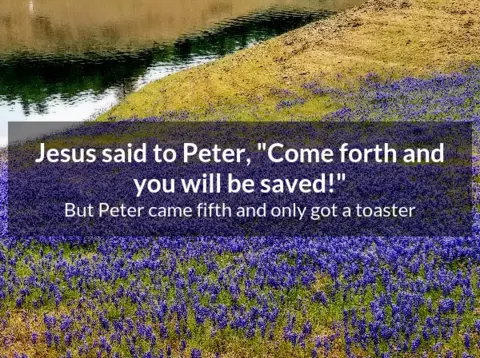 Jesus said to Peter, "Come forth and
you will be saved!"
But Peter came fifth and only got a toaster